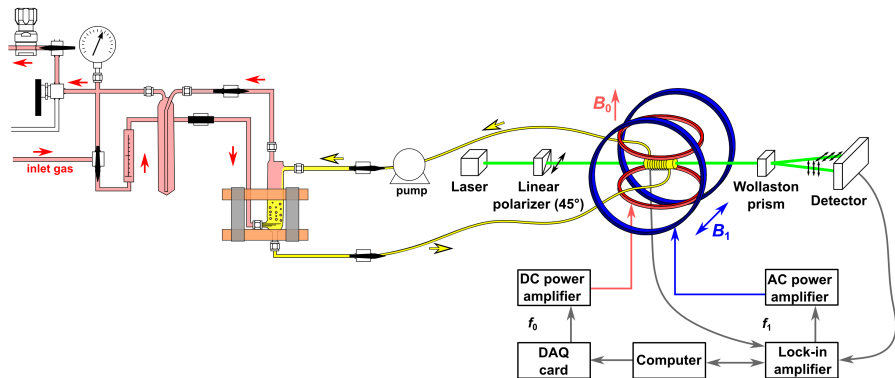 inlet gas
pump
Laser
Linear
polarizer (45°)
B0
B1
Wollaston
prism
Detector
DC power
amplifier
AC power
amplifier
f0
f1
DAQ
card
Computer
Lock-in
amplifier